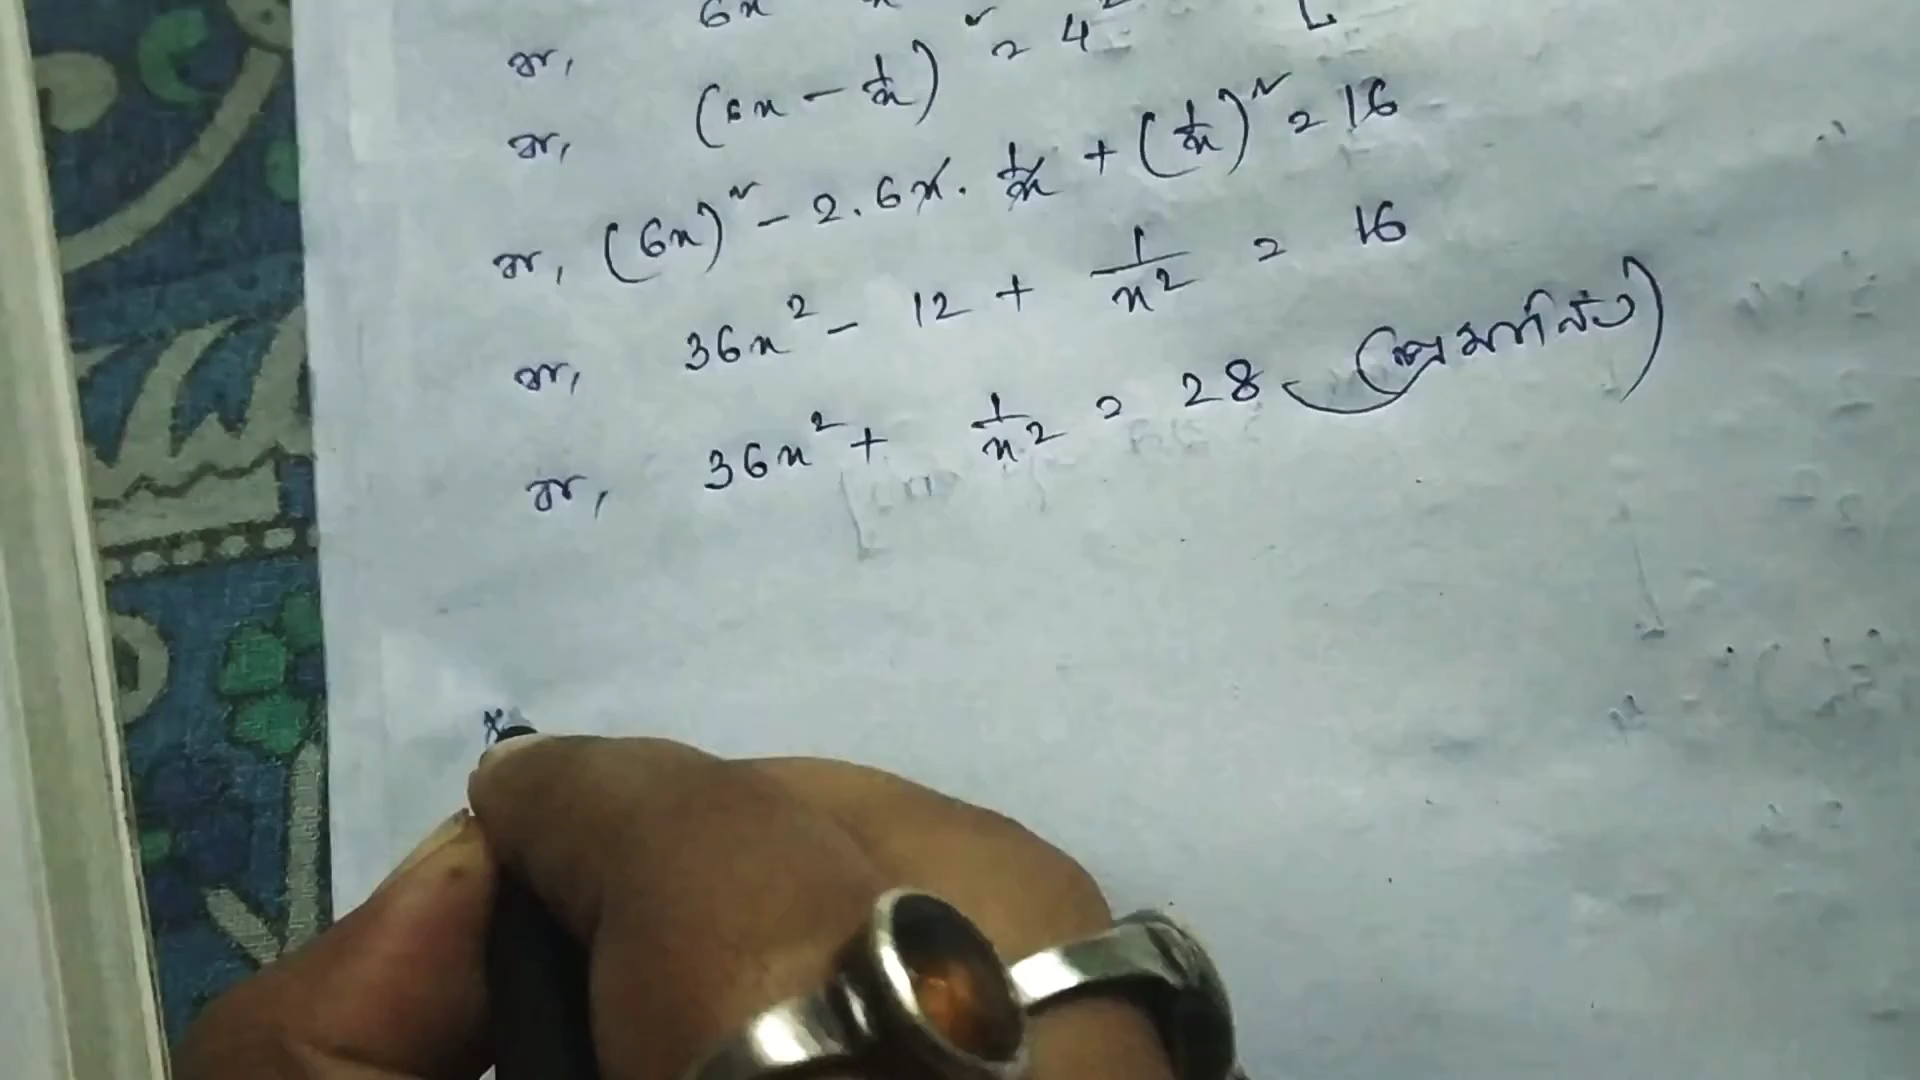 বা, 6x
বা, (6x - 1/x)² = 4²
বা, (6x)² - 2.6x. 1/x + (1/x)² = 16
বা, 36x² - 12 + 1/x² = 16
বা, 36x² + 1/x² = 28 (প্রমাণিত)